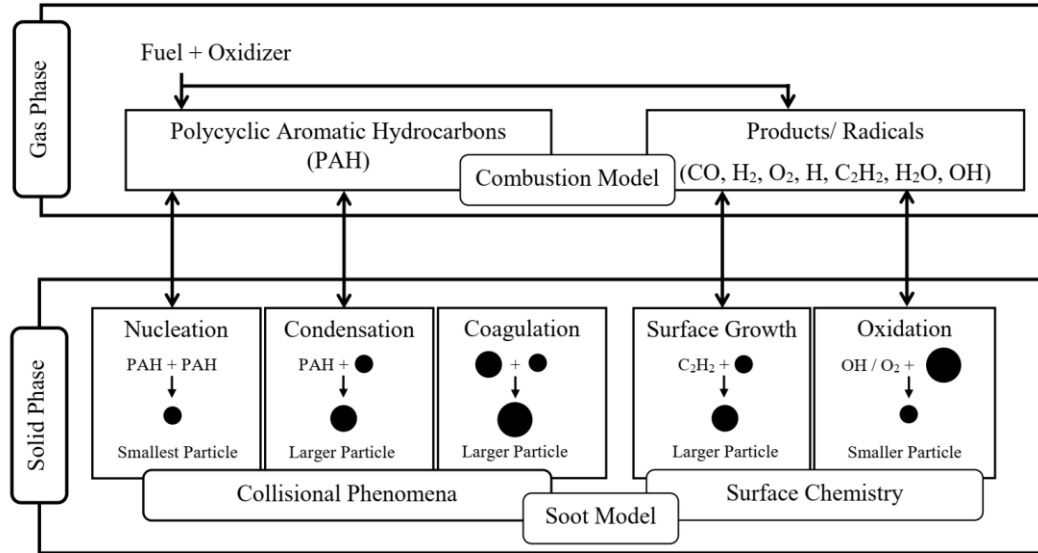 Gas Phase
Fuel + Oxidizer
Polycyclic Aromatic Hydrocarbons
(PAH)
Products/ Radicals
(CO, H₂, O₂, H, C₂H₂, H₂O, OH)
Combustion Model
Solid Phase
Nucleation
PAH + PAH
Smallest Particle
Condensation
PAH +
Larger Particle
Coagulation
+
Larger Particle
Surface Growth
C₂H₂ +
Larger Particle
Oxidation
OH / O₂ +
Smaller Particle
Collisional Phenomena
Surface Chemistry
Soot Model